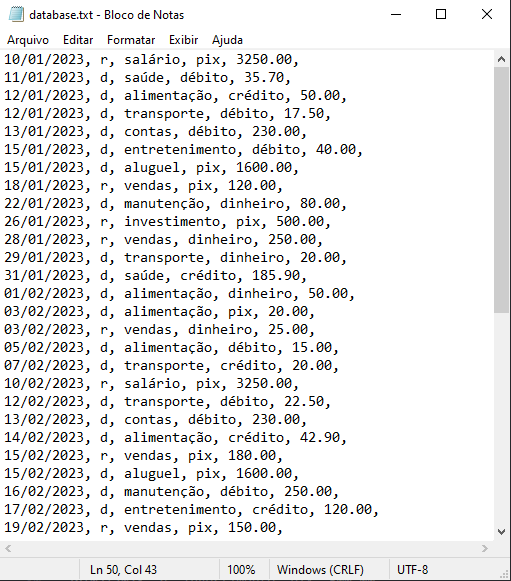 database.txt - Bloco de Notas
Arquivo Editar Formatar Exibir Ajuda
10/01/2023, r, salário, pix, 3250.00,
11/01/2023, d, saúde, débito, 35.70,
12/01/2023, d, alimentação, crédito, 50.00,
12/01/2023, d, transporte, débito, 17.50,
13/01/2023, d, contas, débito, 230.00,
15/01/2023, d, entretenimento, débito, 40.00,
15/01/2023, d, aluguel, pix, 1600.00,
18/01/2023, r, vendas, pix, 120.00,
22/01/2023, d, manutenção, dinheiro, 80.00,
26/01/2023, r, investimento, pix, 500.00,
28/01/2023, r, vendas, dinheiro, 250.00,
29/01/2023, d, transporte, dinheiro, 20.00,
31/01/2023, d, saúde, crédito, 185.90,
01/02/2023, d, alimentação, dinheiro, 50.00,
03/02/2023, d, alimentação, pix, 20.00,
03/02/2023, r, vendas, dinheiro, 25.00,
05/02/2023, d, alimentação, débito, 15.00,
07/02/2023, d, transporte, crédito, 20.00,
10/02/2023, r, salário, pix, 3250.00,
12/02/2023, d, transporte, débito, 22.50,
13/02/2023, d, contas, débito, 230.00,
14/02/2023, d, alimentação, crédito, 42.90,
15/02/2023, r, vendas, pix, 180.00,
15/02/2023, d, aluguel, pix, 1600.00,
16/02/2023, d, manutenção, débito, 250.00,
17/02/2023, d, entretenimento, crédito, 120.00,
19/02/2023, r, vendas, pix, 150.00,
Ln 50, Col 43 100% Windows (CRLF) UTF-8